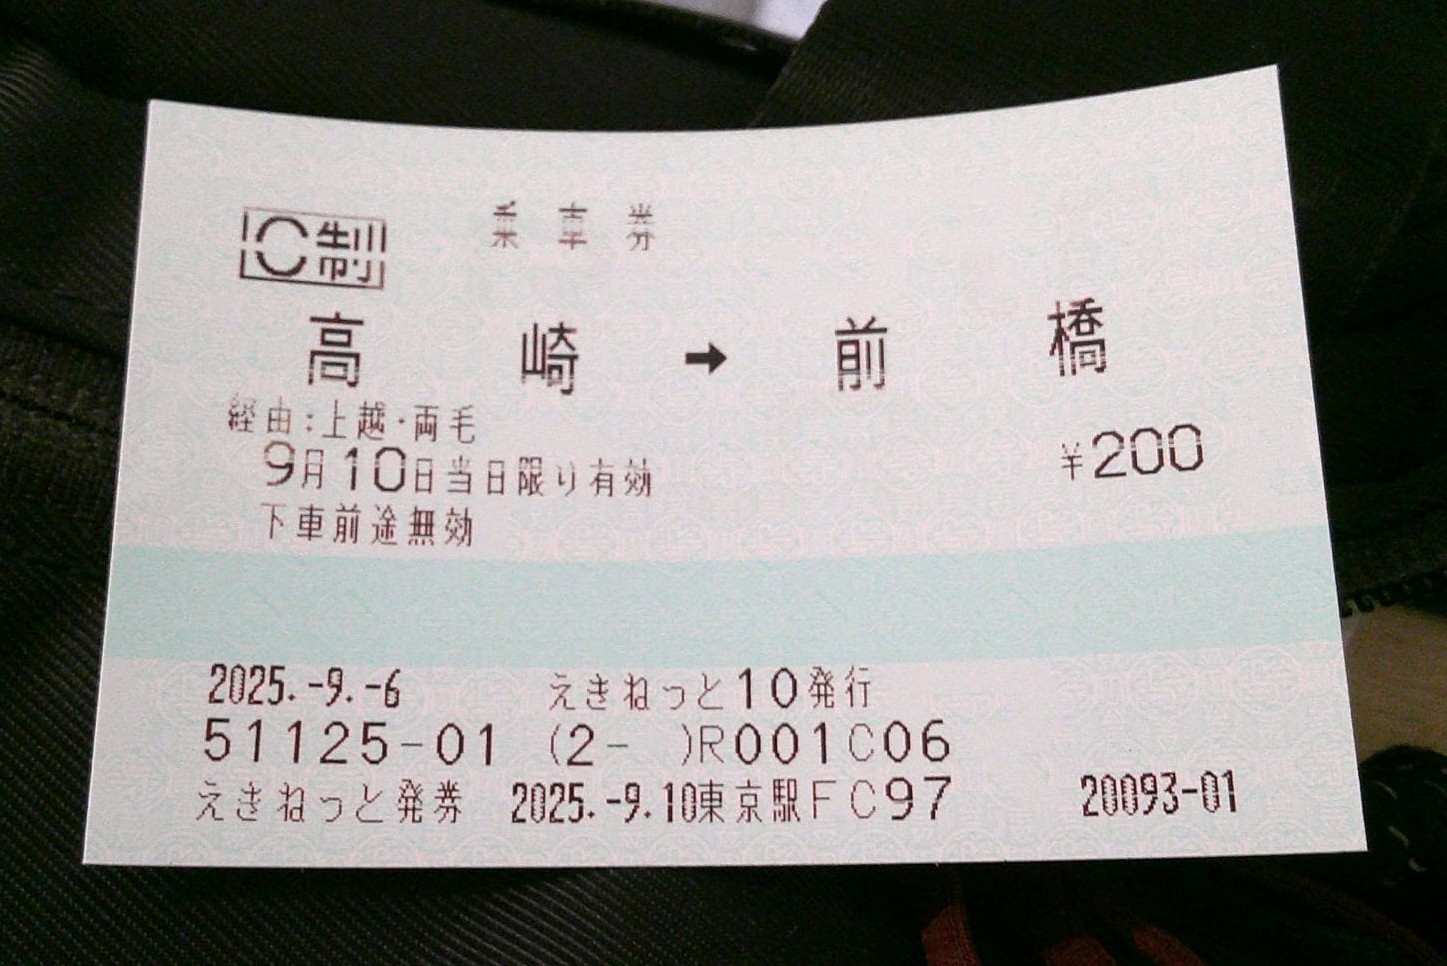 C制 乗車券
高崎➡前橋
経由:上越・両毛
¥200
9月10日当日限り有効
下車前途無効
2025.-9.-6 えきねっと10発行
51125-01 (2- )R001C06
えきねっと発券 2025.-9.10東京駅FC97 20093-01